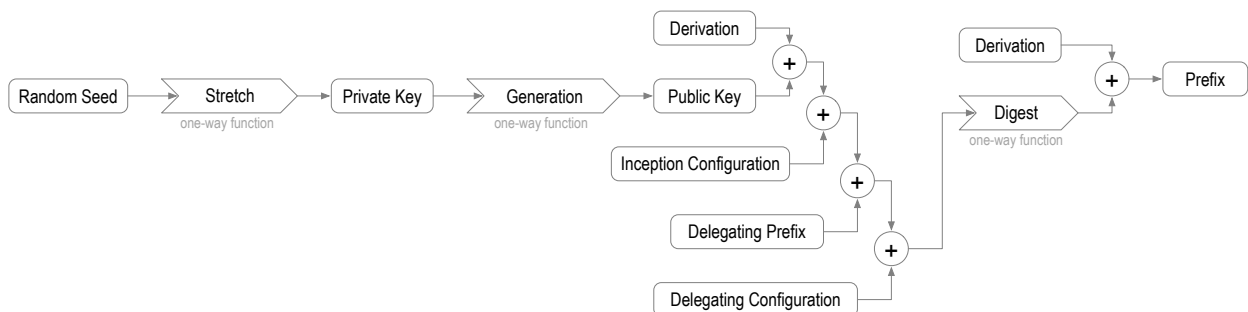 Derivation
+
Random Seed
Stretch
one-way function
Private Key
Generation
one-way function
Public Key
+
Inception Configuration
+
Delegating Prefix
+
Delegating Configuration
Digest
one-way function
Derivation
+
Prefix